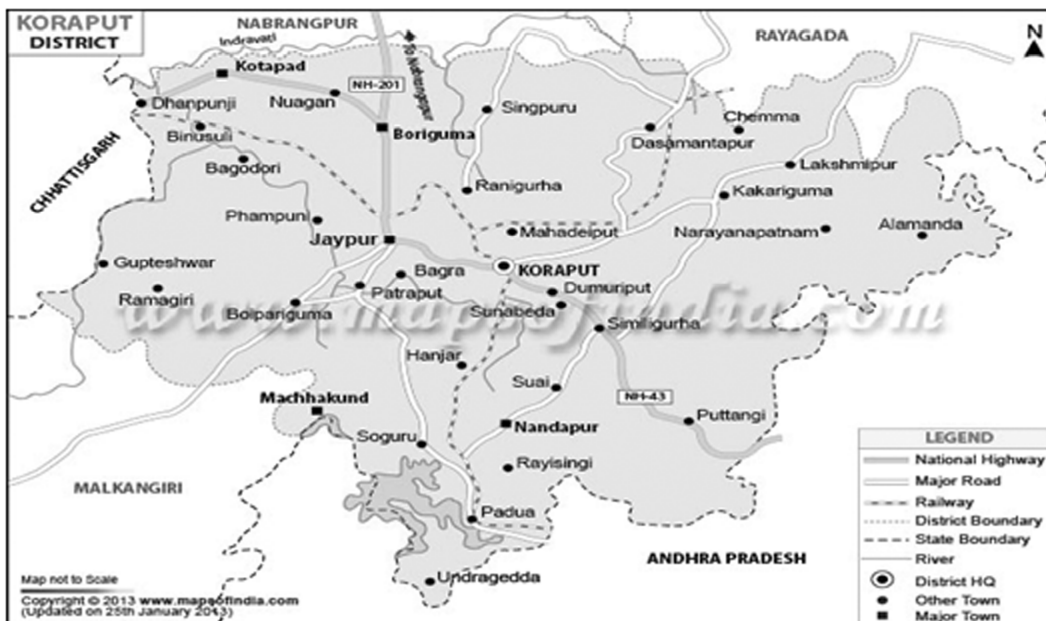 KORAPUT
DISTRICT
NABRANGPUR
Indravati
To Nabrangapur
RAYAGADA
N
Kotapad
NH-201
Dhanpunji
Nuagan
Singpuru
Chemma
Binusuli
Boriguma
Dasamantapur
Bagodori
Lakshmipur
CHHATTISGARH
Ranigurha
Kakariguma
Phampuni
Mahadeiput
Narayanapatnam
Alamanda
Jaypur
Gupteshwar
Bagra
KORAPUT
Ramagiri
Patraput
Dumuriput
Boipariguma
Sunabeda
www.mapsofindia.com
Similigurha
Hanjar
Suai
NH-43
Machhakund
Puttangi
Nandapur
Soguru
Rayisingi
MALKANGIRI
Padua
ANDHRA PRADESH
Undragedda
LEGEND
National Highway
Major Road
Railway
District Boundary
State Boundary
River
District HQ
Other Town
Major Town
Map not to Scale
Copyright © 2013 www.mapsofindia.com
(Updated on 25th January 2013)